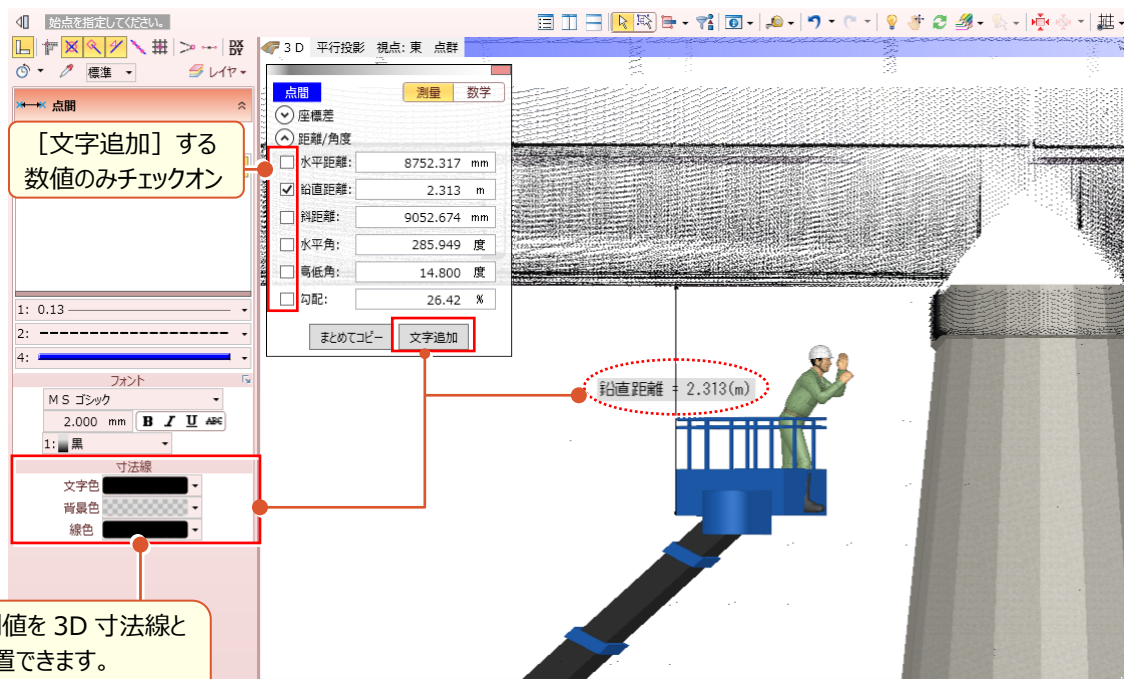 始点を指定してください。
DX
DY
標準
レイヤ
点間
［文字追加］する
数値のみチェックオン
1: 0.13
2:
4:
フォント
ＭＳ ゴシック
2.000 mm B I U ABC
1: 黒
寸法線
文字色
背景色
線色
値を 3D 寸法線と
置できます。
3D 平行投影 視点：東 点群
点間 測量 数学
座標差
距離/角度
水平距離: 8752.317 mm
鉛直距離: 2.313 m
斜距離: 9052.674 mm
水平角: 285.949 度
高低角: 14.800 度
勾配: 26.42 %
まとめてコピー 文字追加
鉛直距離 = 2.313(m)